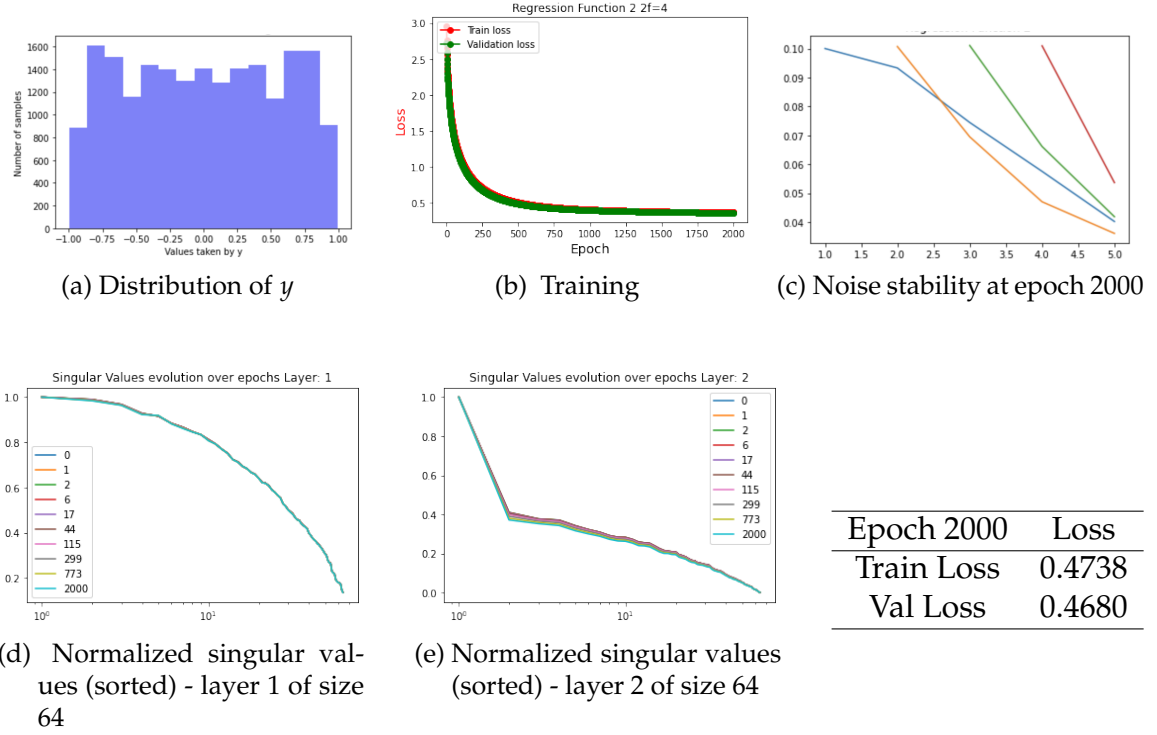 Regression Function 2 2f=4
1600
1400
1200
1000
800
600
400
200
0
Number of samples
−1.00 −0.75 −0.50 −0.25 0.00 0.25 0.50 0.75 1.00
Values taken by y
(a) Distribution of y
3.0
2.5
2.0
1.5
1.0
0.5
Loss
Train loss
Validation loss
0 250 500 750 1000 1250 1500 1750 2000
Epoch
(b) Training
0.10
0.09
0.08
0.07
0.06
0.05
0.04
1.0 1.5 2.0 2.5 3.0 3.5 4.0 4.5 5.0
(c) Noise stability at epoch 2000
Singular Values evolution over epochs Layer: 1
1.0
0.8
0.6
0.4
0.2
0
1
2
6
17
44
115
299
773
2000
10⁰ 10¹
(d) Normalized singular val-
ues (sorted) - layer 1 of size
64
Singular Values evolution over epochs Layer: 2
1.0
0.8
0.6
0.4
0.2
0.0
0
1
2
6
17
44
115
299
773
2000
10⁰ 10¹
(e) Normalized singular values
(sorted) - layer 2 of size 64
Epoch 2000 Loss
Train Loss 0.4738
Val Loss 0.4680